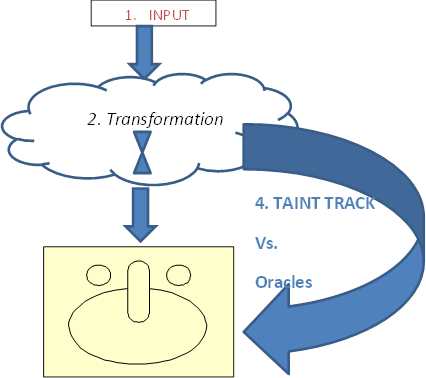 1. INPUT
2. Transformation
4. TAINT TRACK
Vs.
Oracles